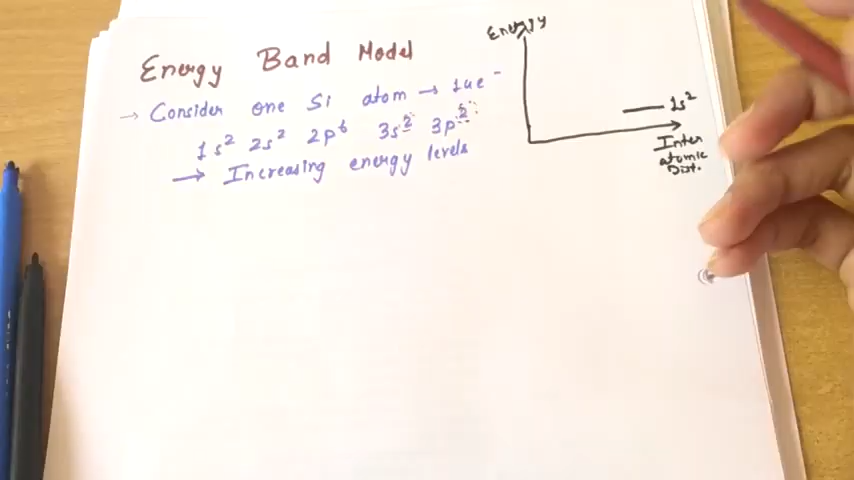 Energy Band Model
→ Consider one Si atom → 14e⁻
1s² 2s² 2p⁶ 3s² 3p²
→ Increasing energy levels
Energy
1s²
Inter
atomic
Dist.